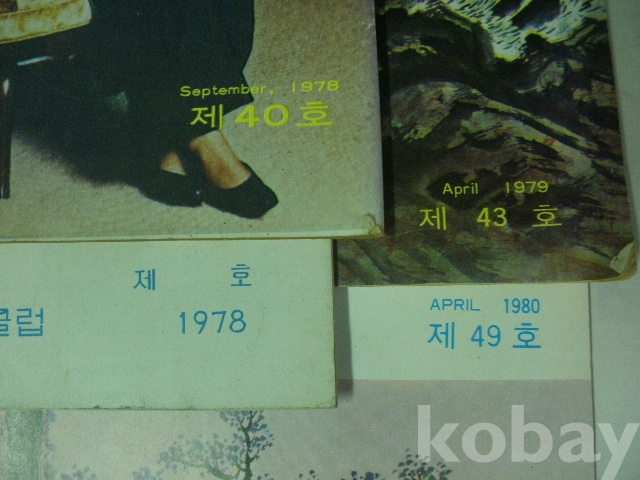 September, 1978
제 40 호
April 1979
제 43 호
제 호
클럽 1978
APRIL 1980
제 49 호
kobay